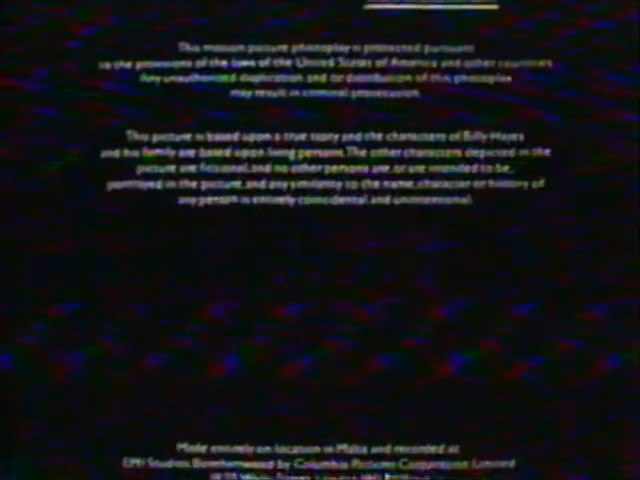 This motion picture photoplay is protected pursuant
to the provisions of the laws of the United States of America and other countries.
Any unauthorized duplication and/or distribution of this photoplay
may result in criminal prosecution.
This picture is based upon a true story and the characters of Billy Hayes
and his family are based upon living persons. The other characters depicted in the
picture are fictional, and no other persons are, or are intended to be,
portrayed in the picture, and any similarity to the name, character or history of
any person is entirely coincidental and unintentional.
Made entirely on location in Malta and recorded at
EMI Studios, Borehamwood by Columbia Pictures Corporation Limited